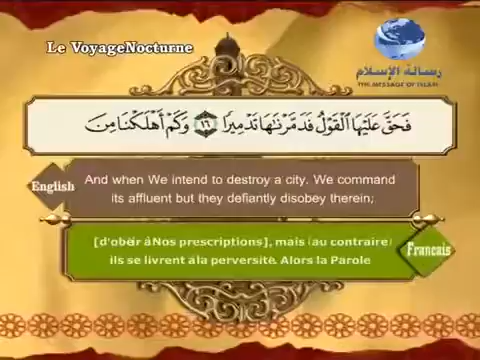 Le VoyageNocturne
رسالة الإسلام
THE MESSAGE OF ISLAM
فَحَقَّ عَلَيْهَا الْقَوْلُ فَدَمَّرْنَاهَا تَدْمِيرًا ١٦ وَكَمْ أَهْلَكْنَا مِنَ
English
And when We intend to destroy a city. We command
its affluent but they defiantly disobey therein;
[d'obéir à Nos prescriptions], mais (au contraire)
ils se livrent à la perversité. Alors la Parole
Francais